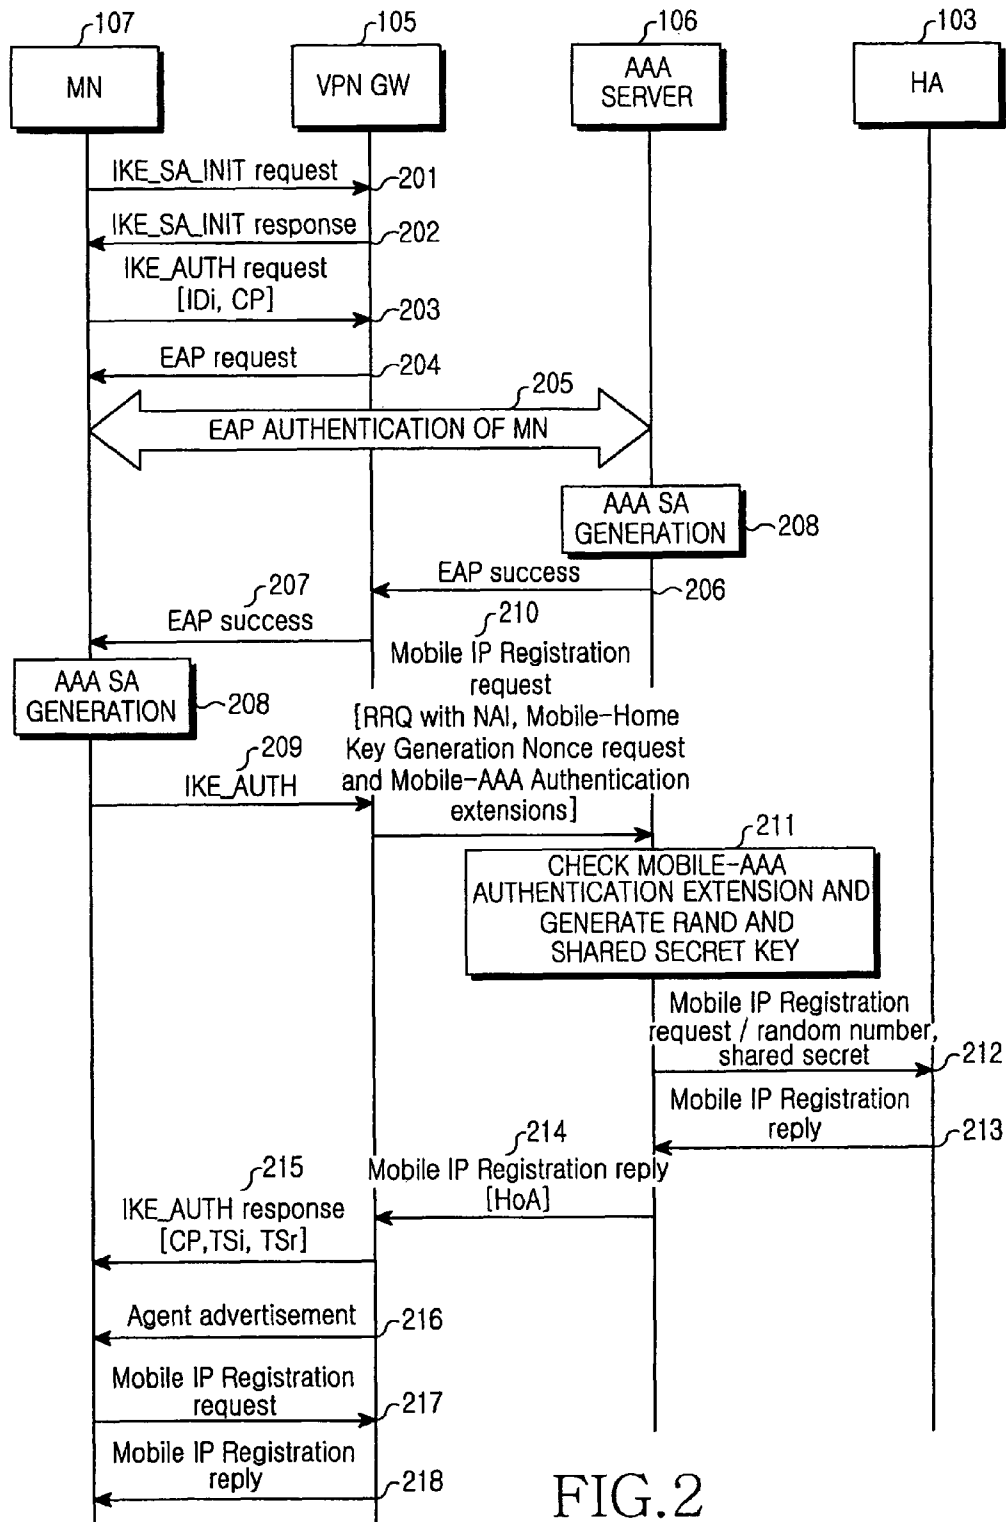 107
105
106
103
MN
VPN GW
AAA
SERVER
HA
IKE_SA_INIT request
201
IKE_SA_INIT response
202
IKE_AUTH request
[IDi, CP]
203
EAP request
204
205
EAP AUTHENTICATION OF MN
AAA SA
GENERATION
208
EAP success
206
207
EAP success
210
Mobile IP Registration
request
[RRQ with NAI, Mobile-Home
Key Generation Nonce request
and Mobile-AAA Authentication
extensions]
AAA SA
GENERATION
208
209
IKE_AUTH
211
CHECK MOBILE-AAA
AUTHENTICATION EXTENSION AND
GENERATE RAND AND
SHARED SECRET KEY
Mobile IP Registration
request / random number,
shared secret
212
Mobile IP Registration
reply
213
214
Mobile IP Registration reply
[HoA]
215
IKE_AUTH response
[CP,TSi, TSr]
Agent advertisement
216
Mobile IP Registration
request
217
Mobile IP Registration
reply
218
FIG.2